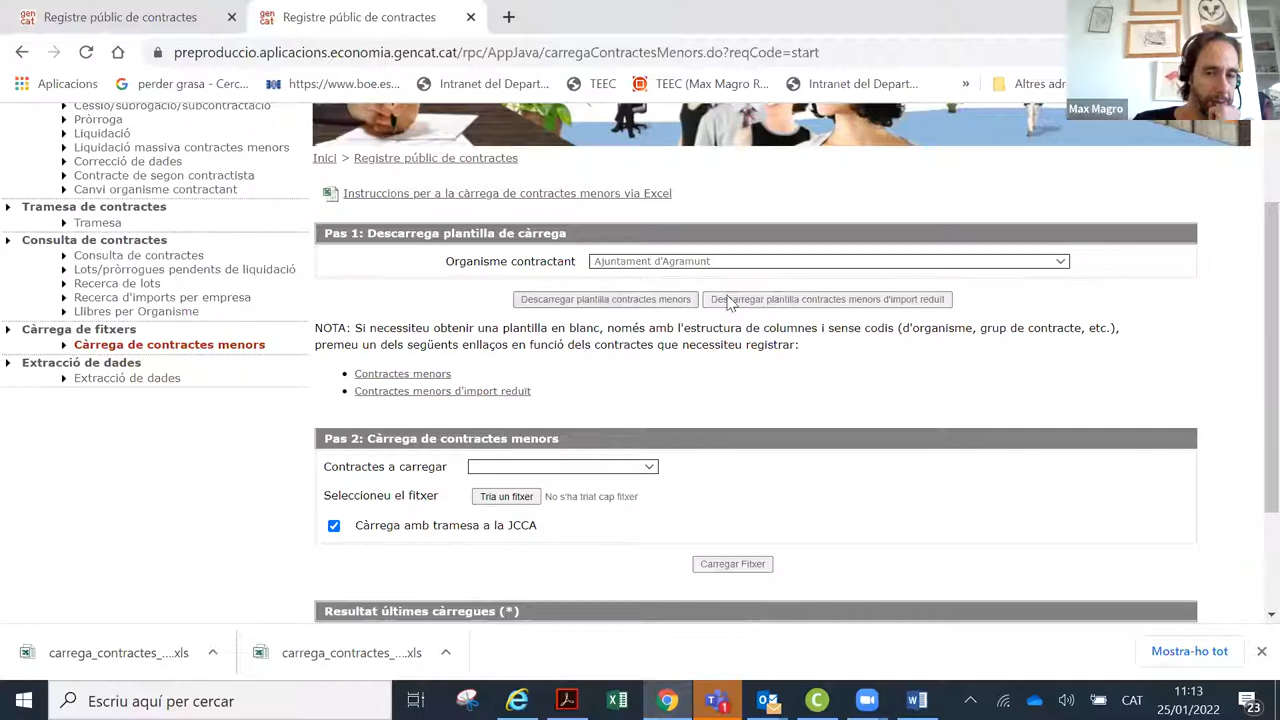 Registre públic de contractes
Registre públic de contractes
preproduccio.aplicacions.economia.gencat.cat/rpc/AppJava/carregaContractesMenors.do?reqCode=start
Aplicacions
perder grasa - Cerc...
https://www.boe.es...
Intranet del Depart...
TEEC
TEEC (Max Magro R...
Intranet del Depart...
»
Altres adr
Max Magro
Cessió/subrogació/subcontractació
Pròrroga
Liquidació
Liquidació massiva contractes menors
Correcció de dades
Contracte de segon contractista
Canvi organisme contractant
Tramesa de contractes
Tramesa
Consulta de contractes
Consulta de contractes
Lots/pròrrogues pendents de liquidació
Recerca de lots
Recerca d'imports per empresa
Llibres per Organisme
Càrrega de fitxers
Càrrega de contractes menors
Extracció de dades
Extracció de dades
Inici > Registre públic de contractes
Instruccions per a la càrrega de contractes menors via Excel
Pas 1: Descarrega plantilla de càrrega
Organisme contractant Ajuntament d'Agramunt
Descarregar plantilla contractes menors Descarregar plantilla contractes menors d'import reduït
NOTA: Si necessiteu obtenir una plantilla en blanc, només amb l'estructura de columnes i sense codis (d'organisme, grup de contracte, etc.),
premeu un dels següents enllaços en funció dels contractes que necessiteu registrar:
Contractes menors
Contractes menors d'import reduït
Pas 2: Càrrega de contractes menors
Contractes a carregar
Seleccioneu el fitxer Tria un fitxer No s'ha triat cap fitxer
Càrrega amb tramesa a la JCCA
Carregar Fitxer
Resultat últimes càrregues (*)
carrega_contractes_....xls
carrega_contractes_....xls
Mostra-ho tot
Escriu aquí per cercar
CAT
11:13
25/01/2022
23